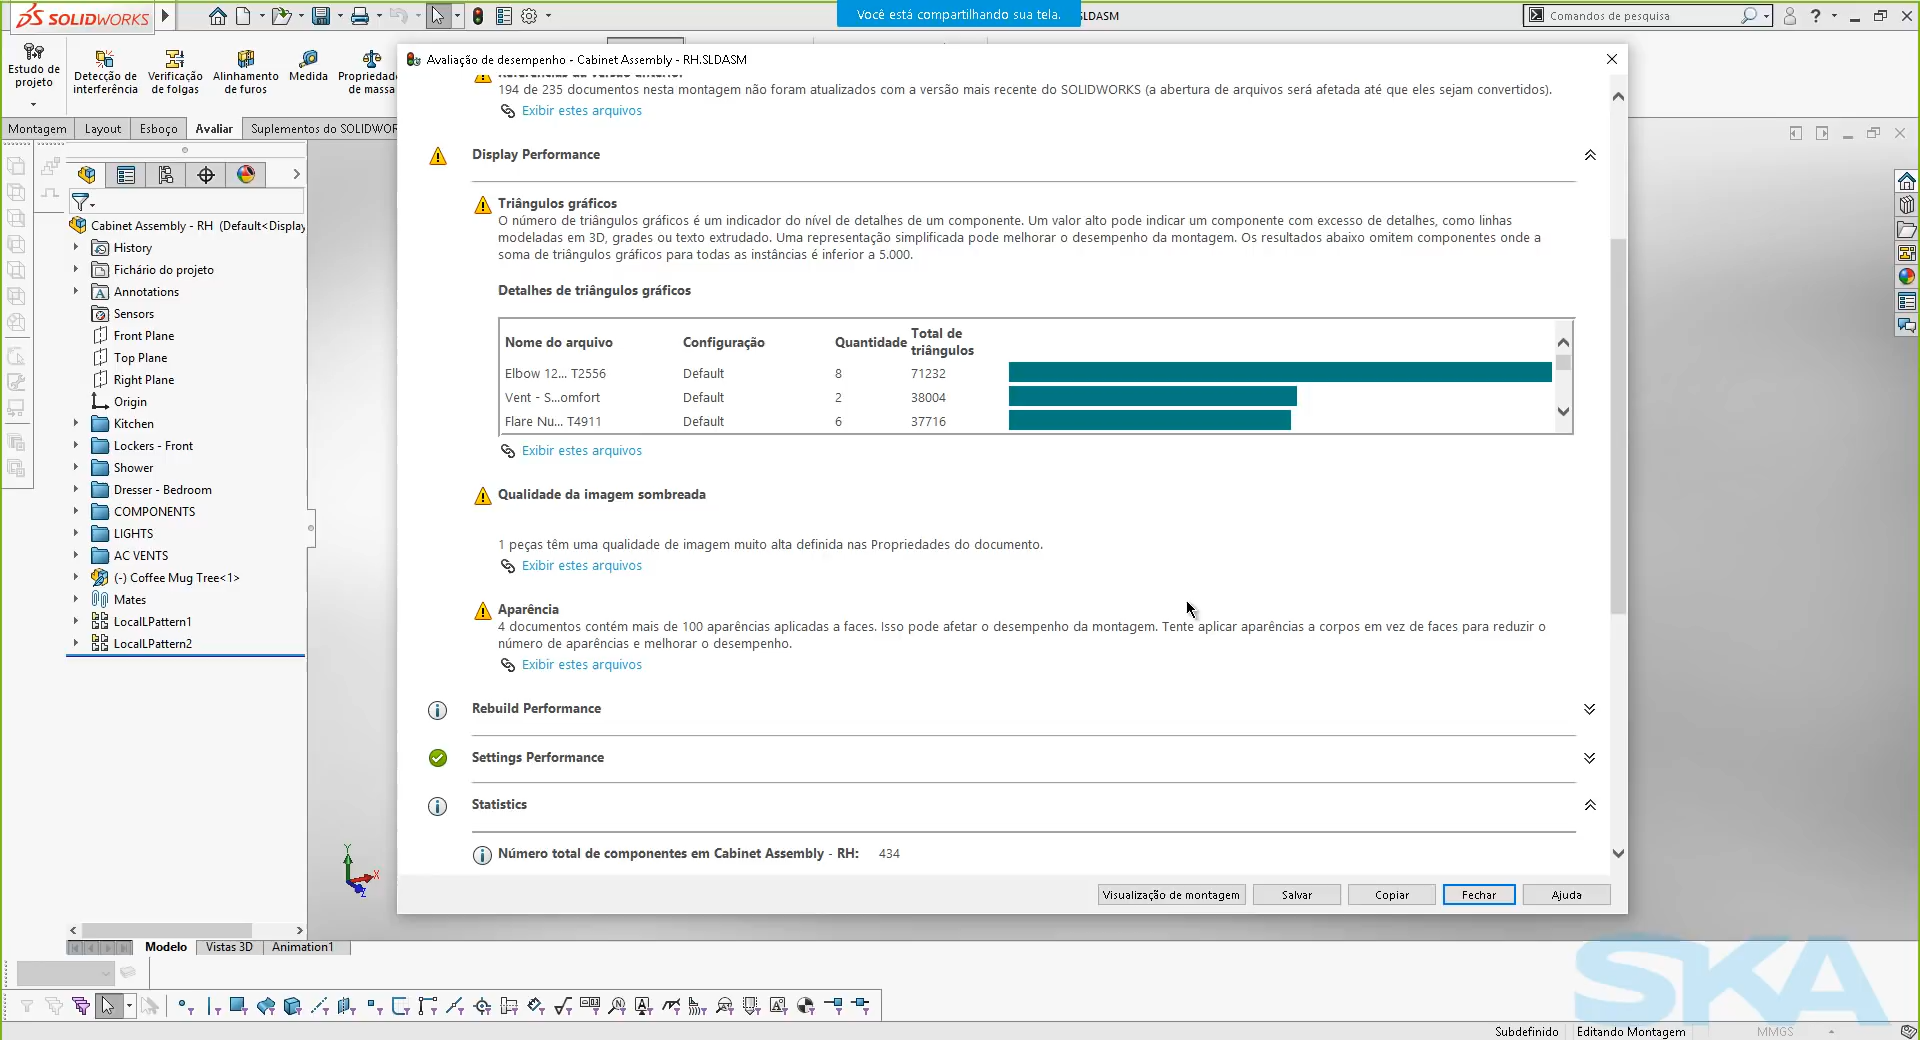 SOLIDWORKS
Você está compartilhando sua tela.
SLDASM
Comandos de pesquisa
Estudo de
projeto
Detecção de
interferência
Verificação
de folgas
Alinhamento
de furos
Medida
Propriedade
de massa
Montagem
Layout
Esboço
Avaliar
Suplementos do SOLIDWOR
Cabinet Assembly - RH (Default<Display
History
Fichário do projeto
Annotations
Sensors
Front Plane
Top Plane
Right Plane
Origin
Kitchen
Lockers - Front
Shower
Dresser - Bedroom
COMPONENTS
LIGHTS
AC VENTS
(-) Coffee Mug Tree<1>
Mates
LocalLPattern1
LocalLPattern2
Avaliação de desempenho - Cabinet Assembly - RH.SLDASM
Referências da versão anterior
194 de 235 documentos nesta montagem não foram atualizados com a versão mais recente do SOLIDWORKS (a abertura de arquivos será afetada até que eles sejam convertidos).
Exibir estes arquivos
Display Performance
Triângulos gráficos
O número de triângulos gráficos é um indicador do nível de detalhes de um componente. Um valor alto pode indicar um componente com excesso de detalhes, como linhas
modeladas em 3D, grades ou texto extrudado. Uma representação simplificada pode melhorar o desempenho da montagem. Os resultados abaixo omitem componentes onde a
soma de triângulos gráficos para todas as instâncias é inferior a 5.000.
Detalhes de triângulos gráficos
Nome do arquivo Configuração Quantidade Total de
triângulos
Elbow 12... T2556 Default 8 71232
Vent - S...omfort Default 2 38004
Flare Nu... T4911 Default 6 37716
Exibir estes arquivos
Qualidade da imagem sombreada
1 peças têm uma qualidade de imagem muito alta definida nas Propriedades do documento.
Exibir estes arquivos
Aparência
4 documentos contém mais de 100 aparências aplicadas a faces. Isso pode afetar o desempenho da montagem. Tente aplicar aparências a corpos em vez de faces para reduzir o
número de aparências e melhorar o desempenho.
Exibir estes arquivos
Rebuild Performance
Settings Performance
Statistics
Número total de componentes em Cabinet Assembly - RH: 434
Visualização de montagem
Salvar
Copiar
Fechar
Ajuda
Y
X
Z
Modelo
Vistas 3D
Animation1
SKA
Subdefinido
Editando Montagem
MMGS